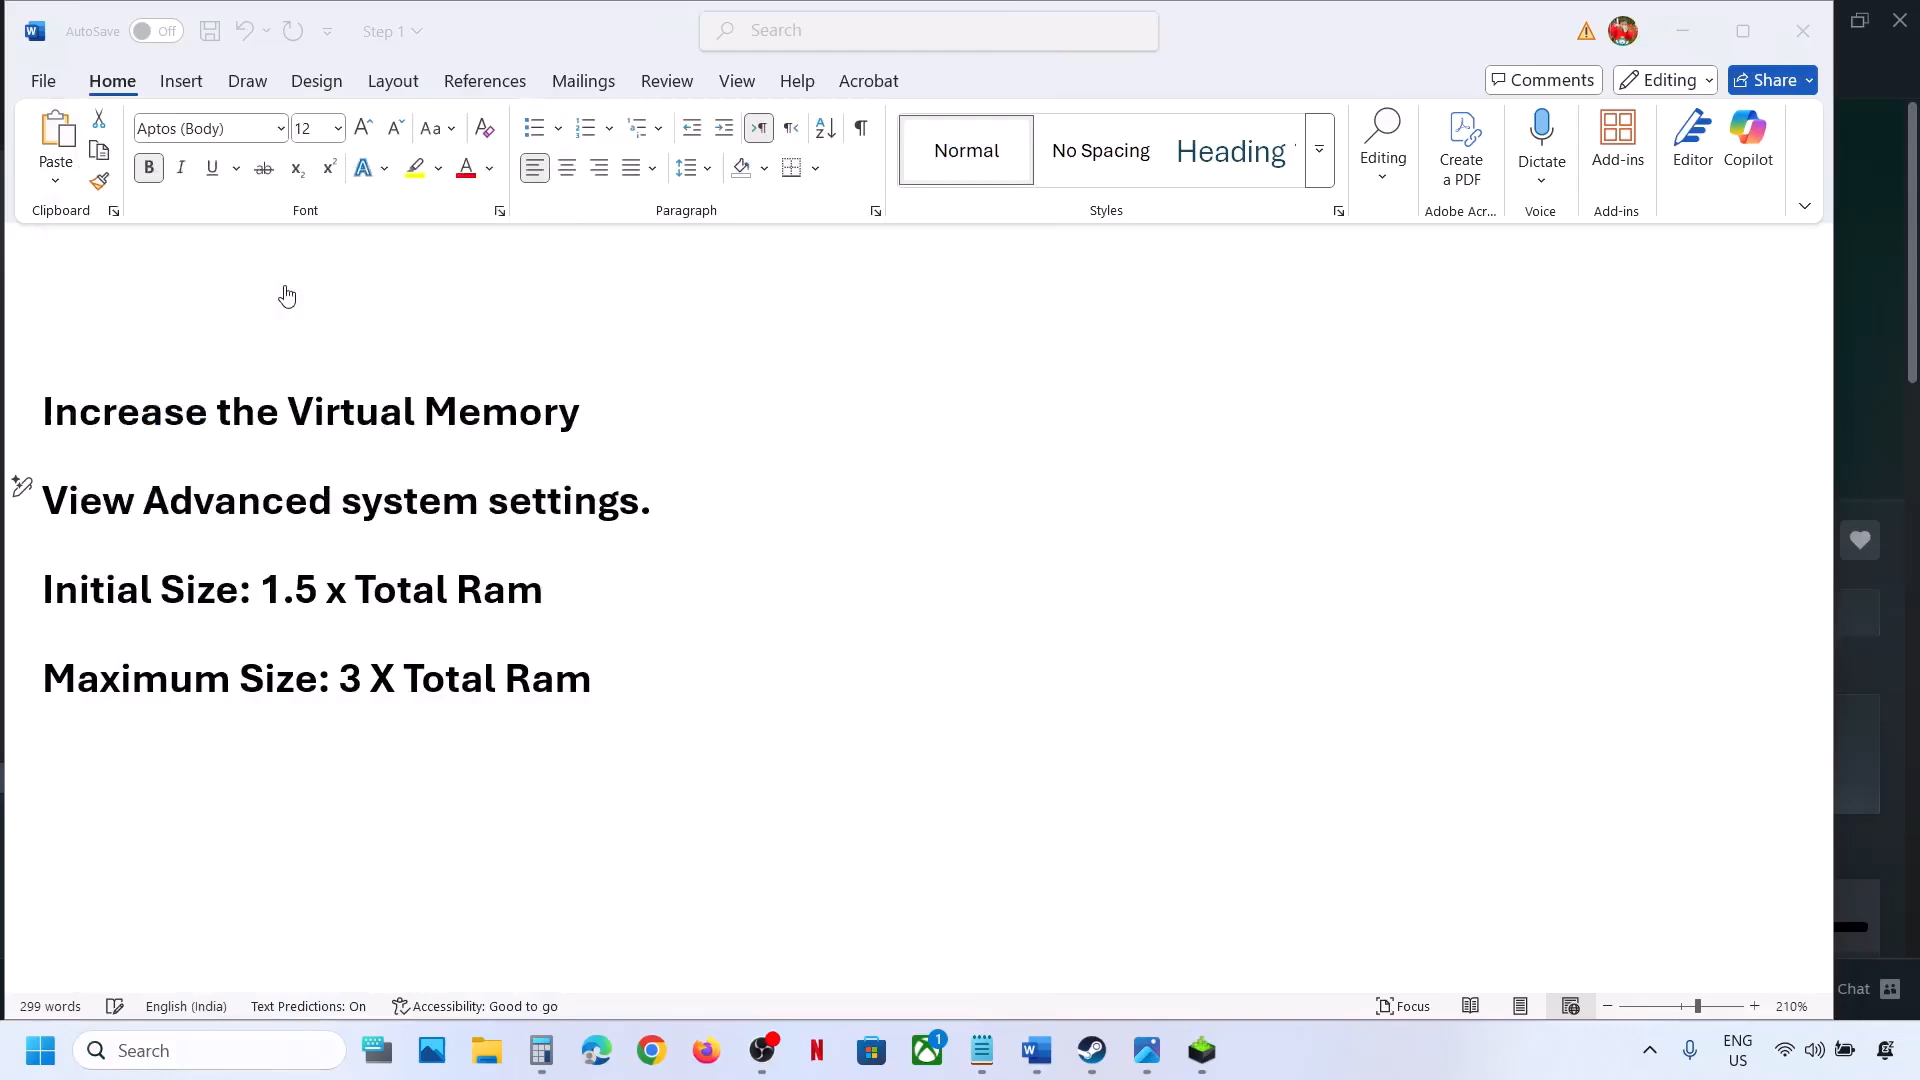 AutoSave Off Step 1 Search
File Home Insert Draw Design Layout References Mailings Review View Help Acrobat Comments Editing Share
Paste Aptos (Body) 12 Normal No Spacing Heading Editing Create a PDF Dictate Add-ins Editor Copilot
Clipboard Font Paragraph Styles Adobe Acr... Voice Add-ins
Increase the Virtual Memory
View Advanced system settings.
Initial Size: 1.5 x Total Ram
Maximum Size: 3 X Total Ram
Chat
299 words English (India) Text Predictions: On Accessibility: Good to go Focus 210%
Search 1 ENG
US